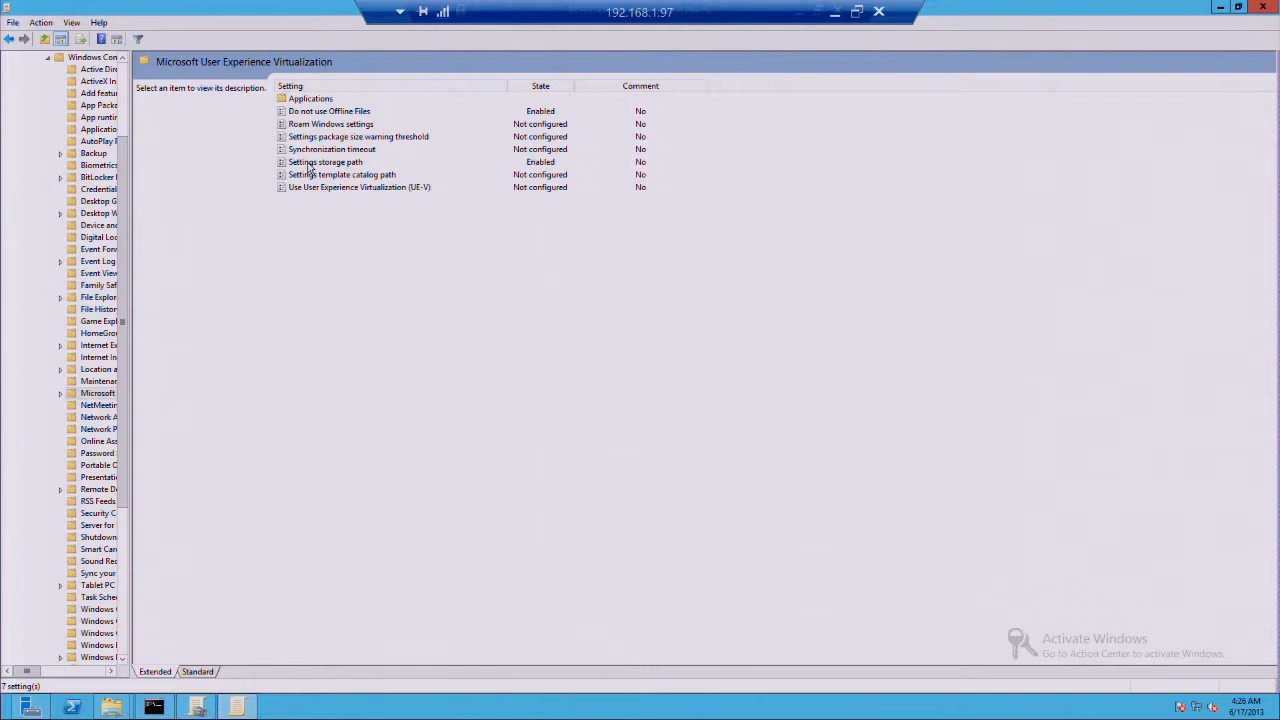 192.168.1.97
File Action View Help
Windows Con
Active Dire
ActiveX In
Add featur
App Packa
App runtir
Applicatio
AutoPlay F
Backup
Biometrics
BitLocker
Credential
Desktop G
Desktop W
Device and
Digital Loc
Event Forv
Event Log
Event View
Family Saf
File Explor
File Histor
Game Expl
HomeGrou
Internet Ex
Internet In
Location a
Maintenan
Microsoft
NetMeetin
Network A
Network P
Online Ass
Password
Portable O
Presentatio
Remote De
RSS Feeds
Security C
Server for
Shutdown
Smart Card
Sound Rec
Sync your
Tablet PC
Task Sched
Windows
Windows
Windows
Windows
Windows
Microsoft User Experience Virtualization
Select an item to view its description.
Setting State Comment
Applications
Do not use Offline Files Enabled No
Roam Windows settings Not configured No
Settings package size warning threshold Not configured No
Synchronization timeout Not configured No
Settings storage path Enabled No
Settings template catalog path Not configured No
Use User Experience Virtualization (UE-V) Not configured No
Activate Windows
Go to Action Center to activate Windows.
Extended Standard
7 setting(s)
4:26 AM
6/17/2013